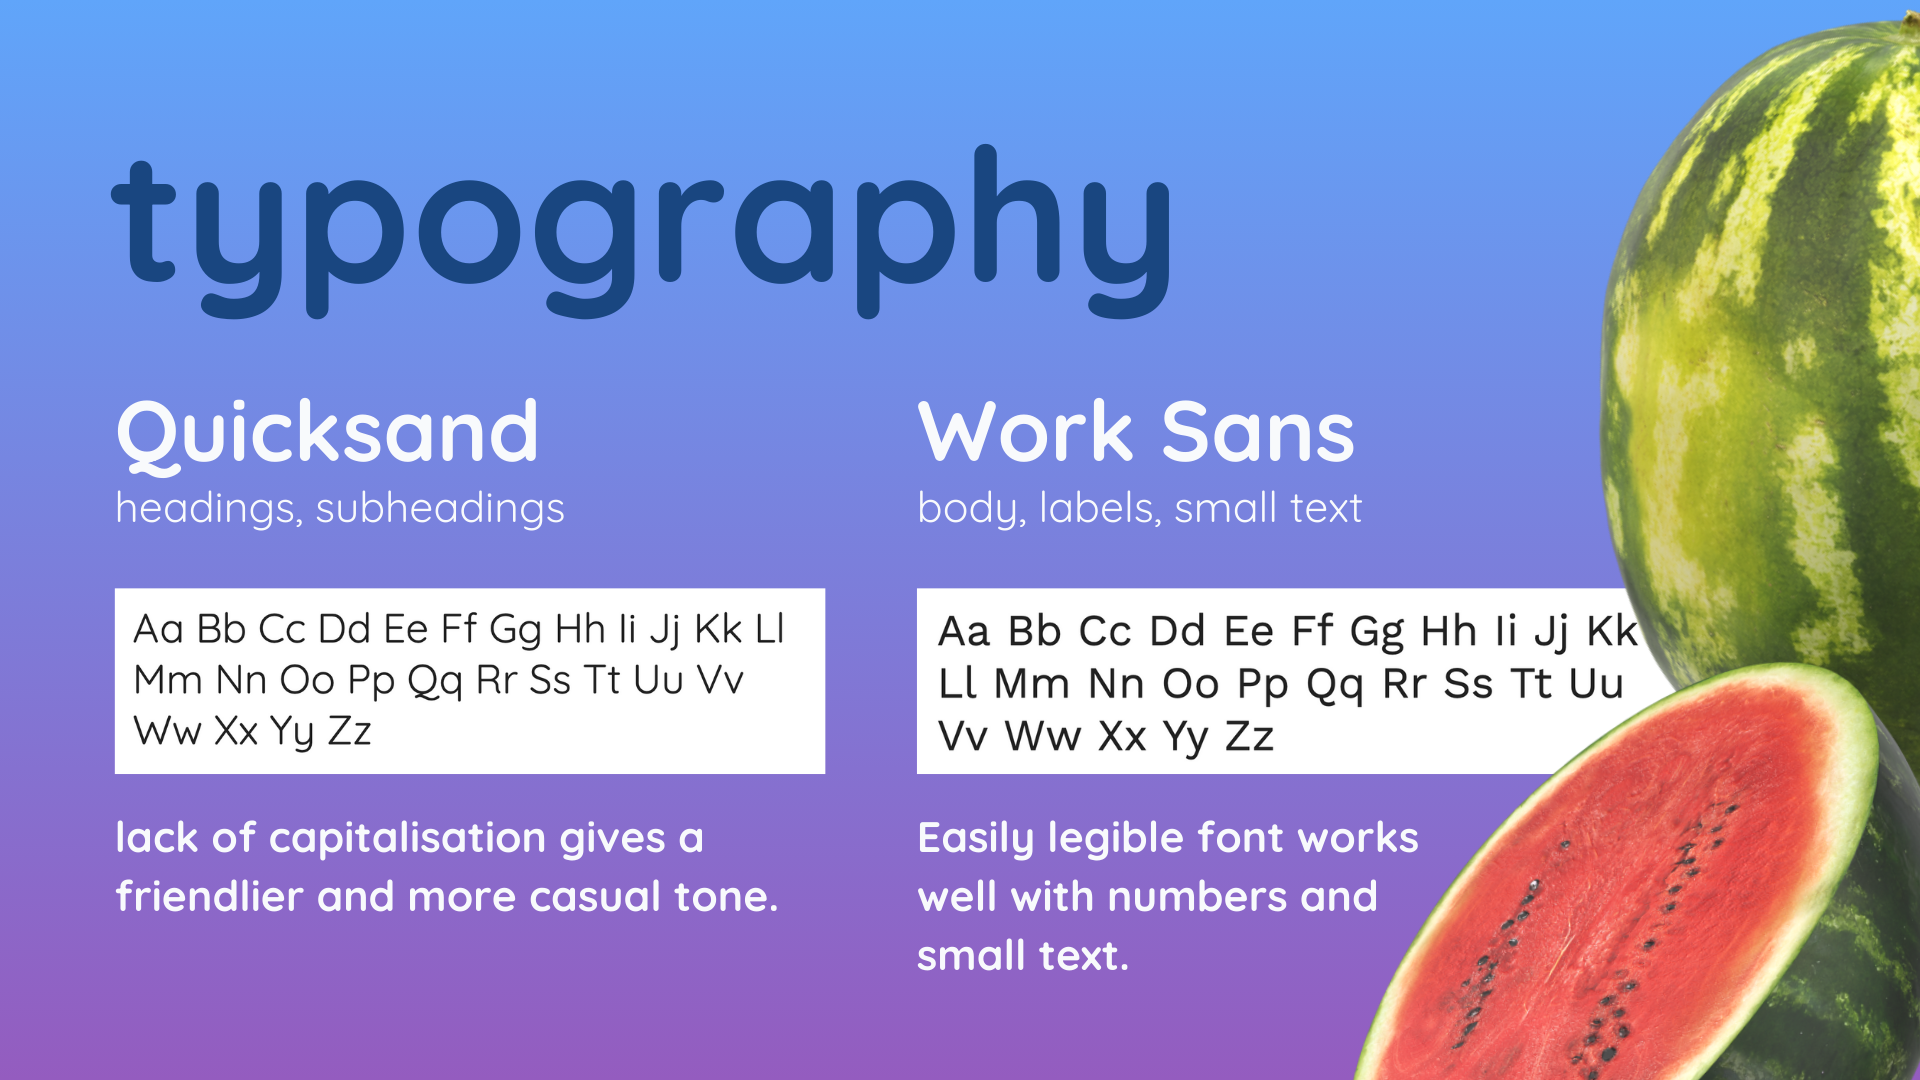 typography
Quicksand
headings, subheadings
Aa Bb Cc Dd Ee Ff Gg Hh Ii Jj Kk Ll
Mm Nn Oo Pp Qq Rr Ss Tt Uu Vv
Ww Xx Yy Zz
lack of capitalisation gives a
friendlier and more casual tone.
Work Sans
body, labels, small text
Aa Bb Cc Dd Ee Ff Gg Hh Ii Jj Kk
Ll Mm Nn Oo Pp Qq Rr Ss Tt Uu
Vv Ww Xx Yy Zz
Easily legible font works
well with numbers and
small text.